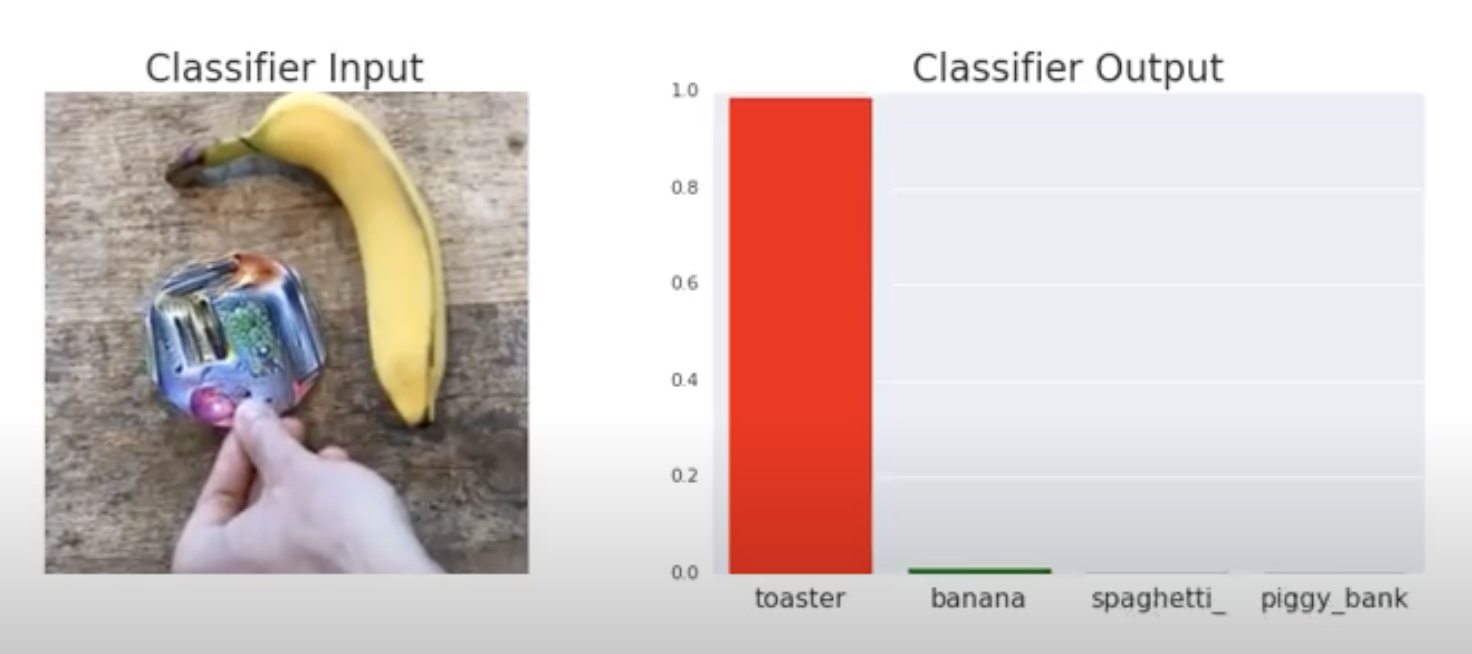 Classifier Input
Classifier Output
1.0
0.8
0.6
0.4
0.2
0.0
toaster
banana
spaghetti_
piggy_bank